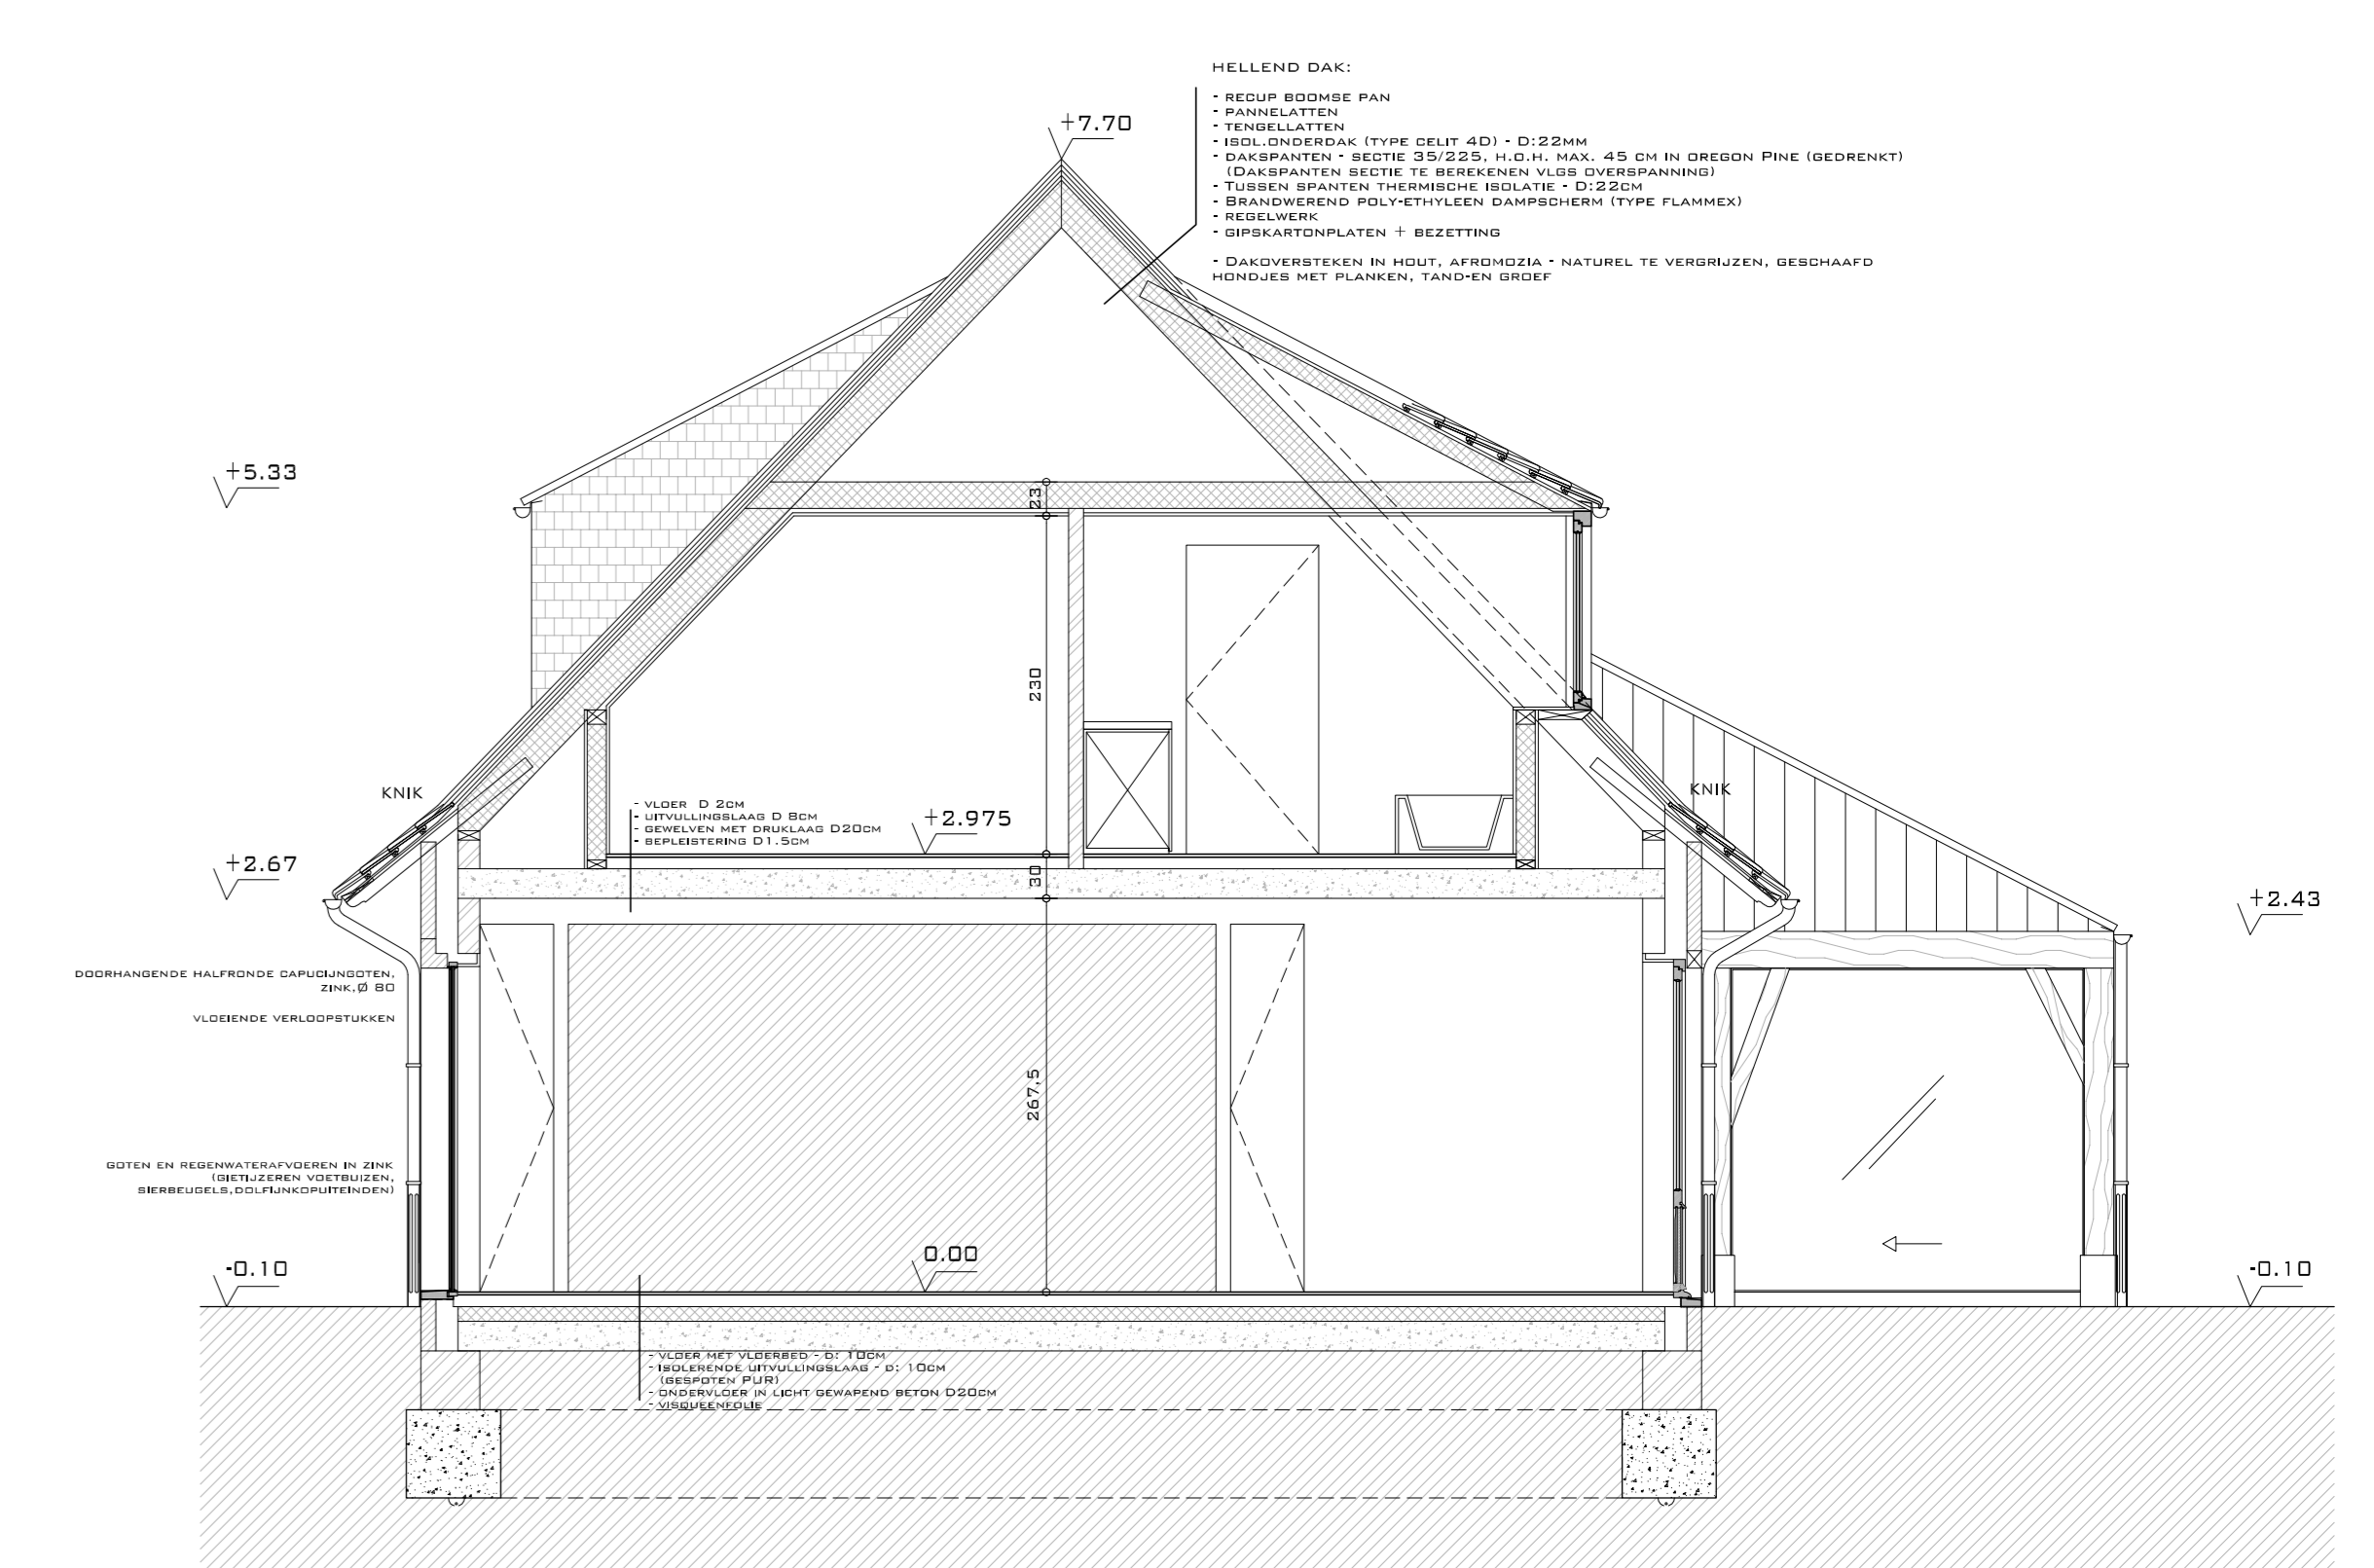 HELLEND DAK:
- RECUP BOOMSE PAN
- PANNELATTEN
- TENGELLATTEN
- ISOL.ONDERDAK (TYPE CELIT 4D) - D:22MM
- DAKSPANTEN - SECTIE 35/225, H.O.H. MAX. 45 CM IN OREGON PINE (GEDRENKT)
(DAKSPANTEN SECTIE TE BEREKENEN VLGS OVERSPANNING)
- TUSSEN SPANTEN THERMISCHE ISOLATIE - D:22CM
- BRANDWEREND POLY-ETHYLEEN DAMPSCHERM (TYPE FLAMMEX)
- REGELWERK
- GIPSKARTONPLATEN + BEZETTING
- DAKOVERSTEKEN IN HOUT, AFROMOZIA - NATUREL TE VERGRIJZEN, GESCHAAFD
HONDJES MET PLANKEN, TAND-EN GROEF
+7.70
+5.33
23
230
KNIK
KNIK
- VLOER D 2CM
- UITVULLINGSLAAG D 8CM
- GEWELVEN MET DRUKLAAG D20CM
- BEPLEISTERING D1.5CM
+2.975
+2.67
30
+2.43
DOORHANGENDE HALFRONDE CAPUCIJNGOTEN,
ZINK,Ø 80
VLOEIENDE VERLOOPSTUKKEN
267,5
GOTEN EN REGENWATERAFVOEREN IN ZINK
(GIETIJZEREN VOETBUIZEN,
SIERBEUGELS,DOLFIJNKOPUITEINDEN)
0.00
-0.10
-0.10
- VLOER MET VLOERBED - D: 10CM
- ISOLERENDE UITVULLINGSLAAG - D: 10CM
(GESPOTEN PUR)
- ONDERVLOER IN LICHT GEWAPEND BETON D20CM
- VISQUEENFOLIE